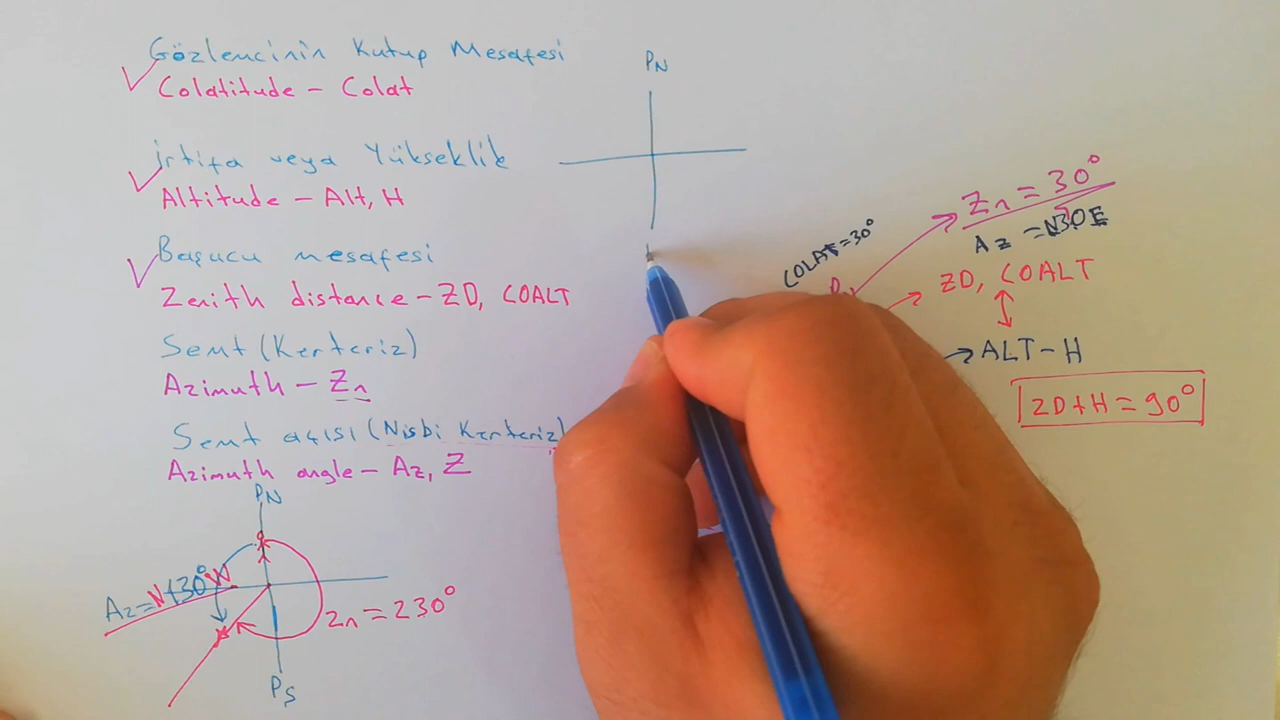 Gözlemcinin Kutup Mesafesi
Colatitude - Colat
İrtifa veya Yükseklik
Altitude - Alt, H
Başucu mesafesi
Zenith distance - ZD, COALT
Semt (Kerteriz)
Azimuth - Zn
Semt açısı (Nisbi Kerteriz)
Azimuth angle - Az, Z
PN
Az = N130°W
Zn = 230°
PS
PN
COLAT = 30°
Zn = 30°
Az = N30E
ZD, COALT
ALT - H
ZD + H = 90°